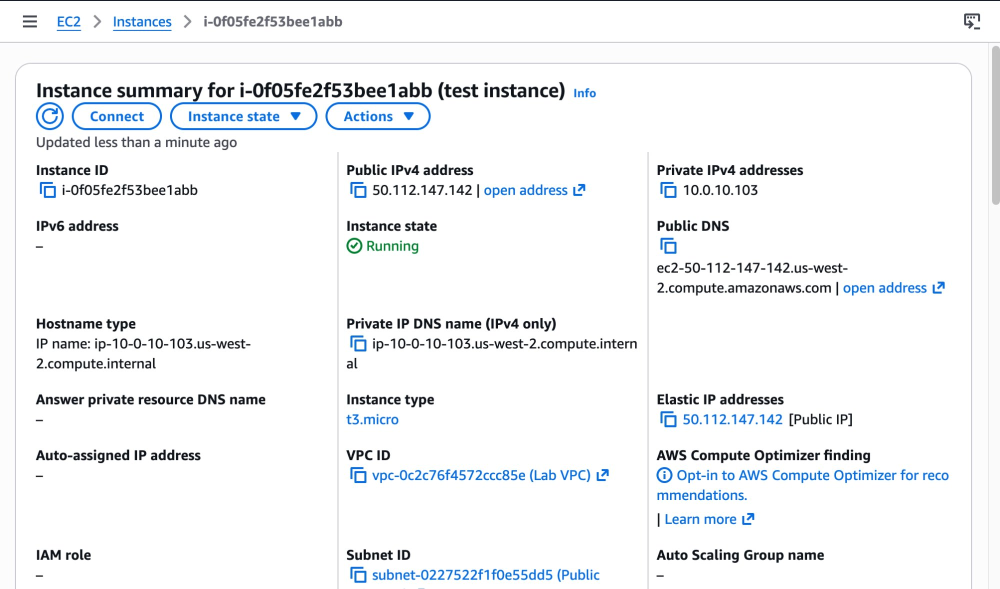 EC2 > Instances > i-0f05fe2f53bee1abb
Instance summary for i-0f05fe2f53bee1abb (test instance) Info
Connect Instance state Actions
Updated less than a minute ago
Instance ID
i-0f05fe2f53bee1abb
Public IPv4 address
50.112.147.142 | open address
Private IPv4 addresses
10.0.10.103
IPv6 address
–
Instance state
Running
Public DNS
ec2-50-112-147-142.us-west-
2.compute.amazonaws.com | open address
Hostname type
IP name: ip-10-0-10-103.us-west-
2.compute.internal
Private IP DNS name (IPv4 only)
ip-10-0-10-103.us-west-2.compute.intern
al
Answer private resource DNS name
–
Instance type
t3.micro
Elastic IP addresses
50.112.147.142 [Public IP]
Auto-assigned IP address
–
VPC ID
vpc-0c2c76f4572ccc85e (Lab VPC)
AWS Compute Optimizer finding
Opt-in to AWS Compute Optimizer for reco
mmendations.
| Learn more
IAM role
–
Subnet ID
subnet-0227522f1f0e55dd5 (Public
Auto Scaling Group name
–